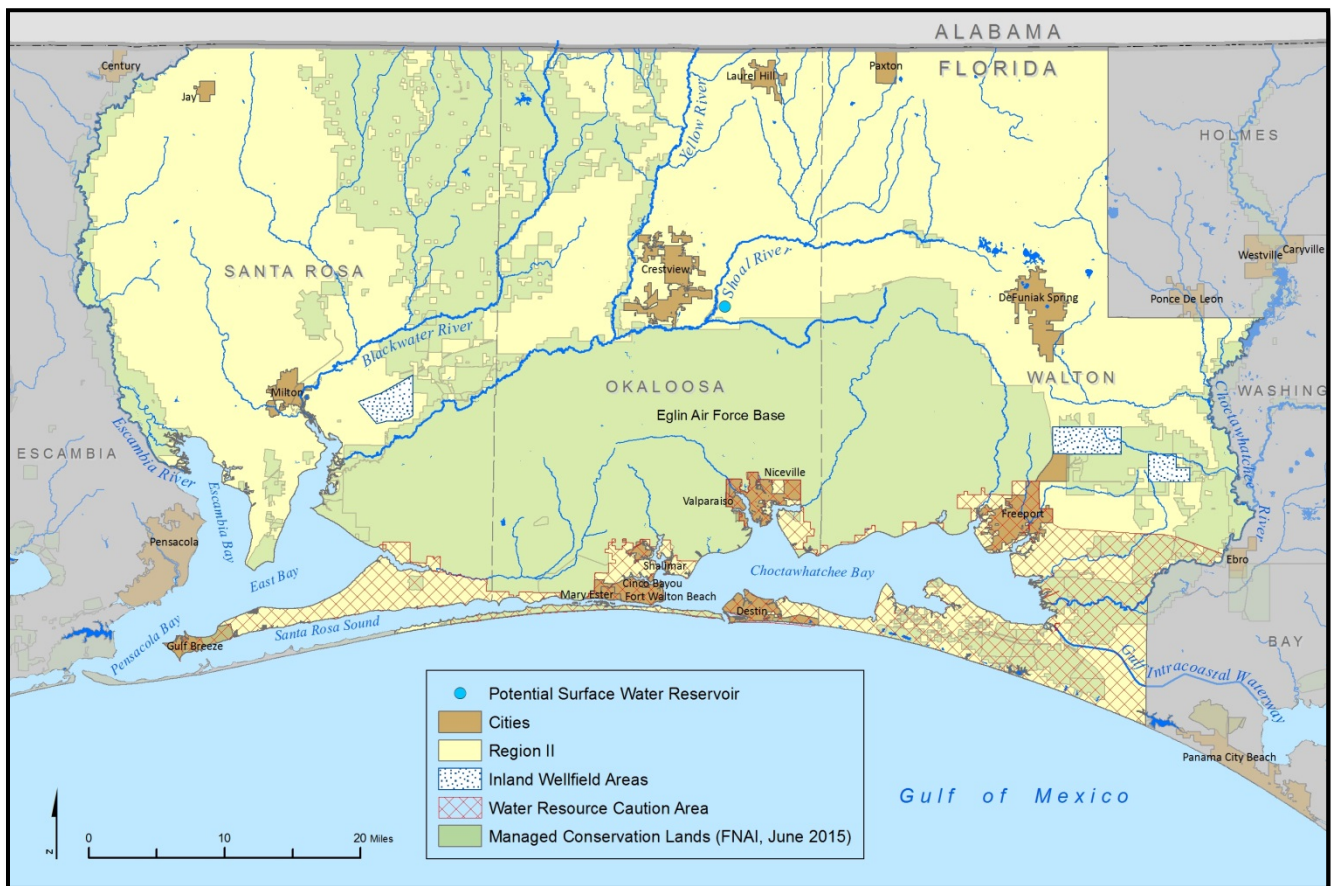 ALABAMA
FLORIDA
Century
Jay
Laurel Hill
Paxton
Yellow River
HOLMES
SANTA ROSA
Crestview
Shoal River
Westville
Caryville
DeFuniak Spring
Ponce De Leon
Blackwater River
Milton
OKALOOSA
WALTON
Eglin Air Force Base
Choctawhatchee River
WASHING
ESCAMBIA
Escambia River
Escambia Bay
Niceville
Valparaiso
Freeport
Pensacola
East Bay
Shalimar
Cinco Bayou
Mary Ester
Fort Walton Beach
Choctawhatchee Bay
Ebro
Destin
Santa Rosa Sound
Gulf Breeze
Pensacola Bay
BAY
Gulf Intracoastal Waterway
Panama City Beach
Gulf of Mexico
Potential Surface Water Reservoir
Cities
Region II
Inland Wellfield Areas
Water Resource Caution Area
Managed Conservation Lands (FNAI, June 2015)
N
0 10 20 Miles